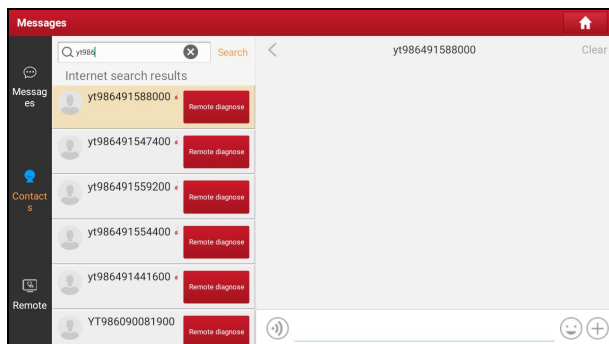 Messages
yt986
Search
yt986491588000
Clear
Internet search results
Messag
es
Contact
s
Remote
yt986491588000
Remote diagnose
yt986491547400
Remote diagnose
yt986491559200
Remote diagnose
yt986491554400
Remote diagnose
yt986491441600
Remote diagnose
YT986090081900
Remote diagnose